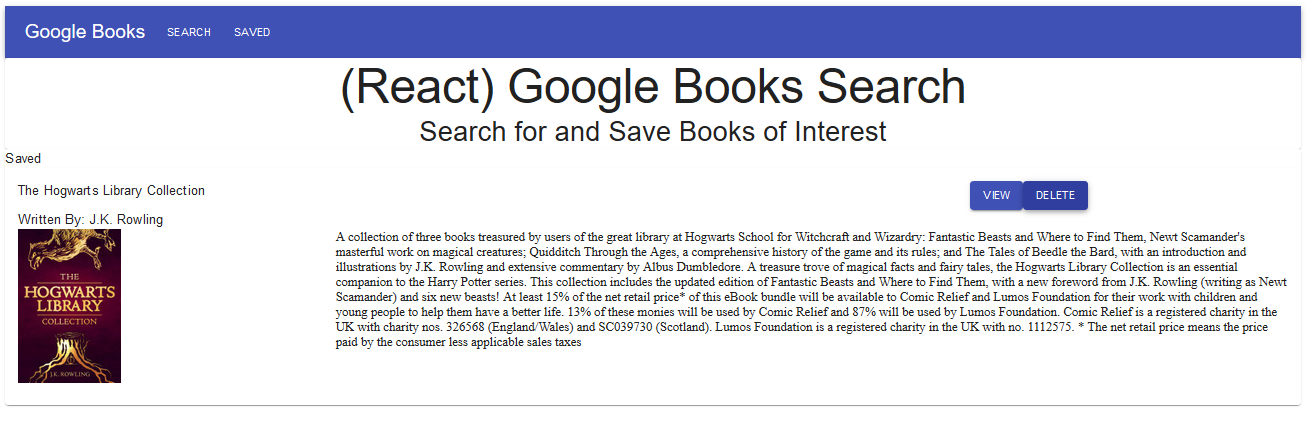 Google Books SEARCH SAVED
(React) Google Books Search
Search for and Save Books of Interest
Saved
The Hogwarts Library Collection
VIEW DELETE
Written By: J.K. Rowling
THE
HOGWARTS
LIBRARY
COLLECTION
J.K. ROWLING
A collection of three books treasured by users of the great library at Hogwarts School for Witchcraft and Wizardry: Fantastic Beasts and Where to Find Them, Newt Scamander's
masterful work on magical creatures; Quidditch Through the Ages, a comprehensive history of the game and its rules; and The Tales of Beedle the Bard, with an introduction and
illustrations by J.K. Rowling and extensive commentary by Albus Dumbledore. A treasure trove of magical facts and fairy tales, the Hogwarts Library Collection is an essential
companion to the Harry Potter series. This collection includes the updated edition of Fantastic Beasts and Where to Find Them, with a new foreword from J.K. Rowling (writing as Newt
Scamander) and six new beasts! At least 15% of the net retail price* of this eBook bundle will be available to Comic Relief and Lumos Foundation for their work with children and
young people to help them have a better life. 13% of these monies will be used by Comic Relief and 87% will be used by Lumos Foundation. Comic Relief is a registered charity in the
UK with charity nos. 326568 (England/Wales) and SC039730 (Scotland). Lumos Foundation is a registered charity in the UK with no. 1112575. * The net retail price means the price
paid by the consumer less applicable sales taxes